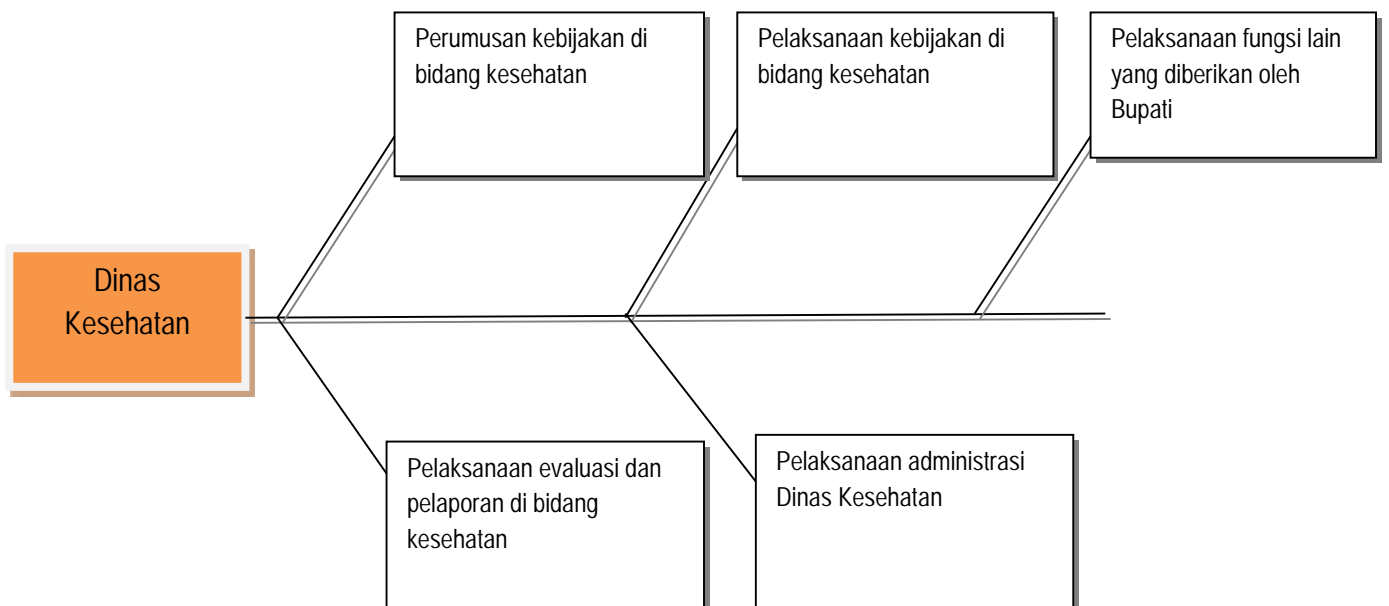 Perumusan kebijakan di
bidang kesehatan
Pelaksanaan kebijakan di
bidang kesehatan
Pelaksanaan fungsi lain
yang diberikan oleh
Bupati
Dinas
Kesehatan
Pelaksanaan evaluasi dan
pelaporan di bidang
kesehatan
Pelaksanaan administrasi
Dinas Kesehatan